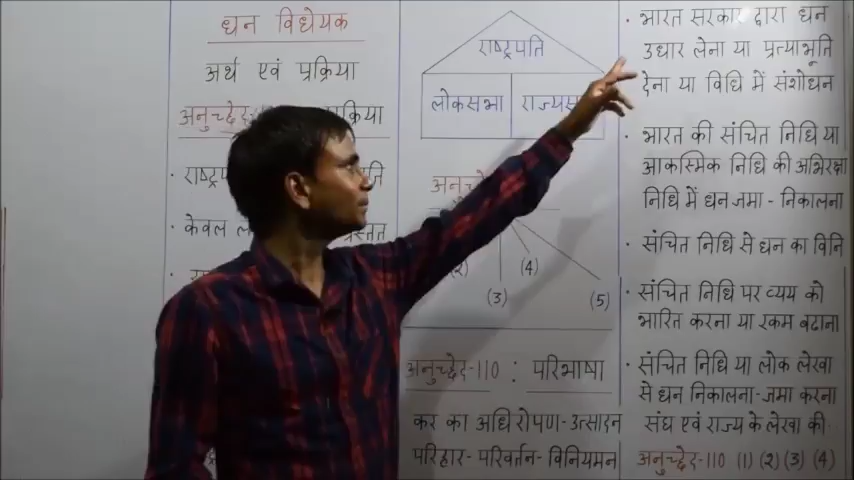 धन विधेयक
अर्थ एवं प्रक्रिया
अनुच्छेद
केवल
राष्ट्रपति
लोकसभा
(3)
(4)
(5)
अनुच्छेद-110 : परिभाषा
कर का अधिरोपण-उत्सादन
परिहार- परिवर्तन- विनियमन
· भारत सरकार द्वारा धन
उधार लेना या प्रत्याभूति
देना या विधि में संशोधन
· भारत की संचित निधि या
आकस्मिक निधि की अभिरक्षा
निधि में धन जमा - निकालना
· संचित निधि से धन का विनि
· संचित निधि पर व्यय को
भारित करना या रकम बढाना
· संचित निधि या लोक लेखा
से धन निकालना-जमा करना
संघ एवं राज्य के लेखा की
अनुच्छेद-110 (1) (2) (3) (4)